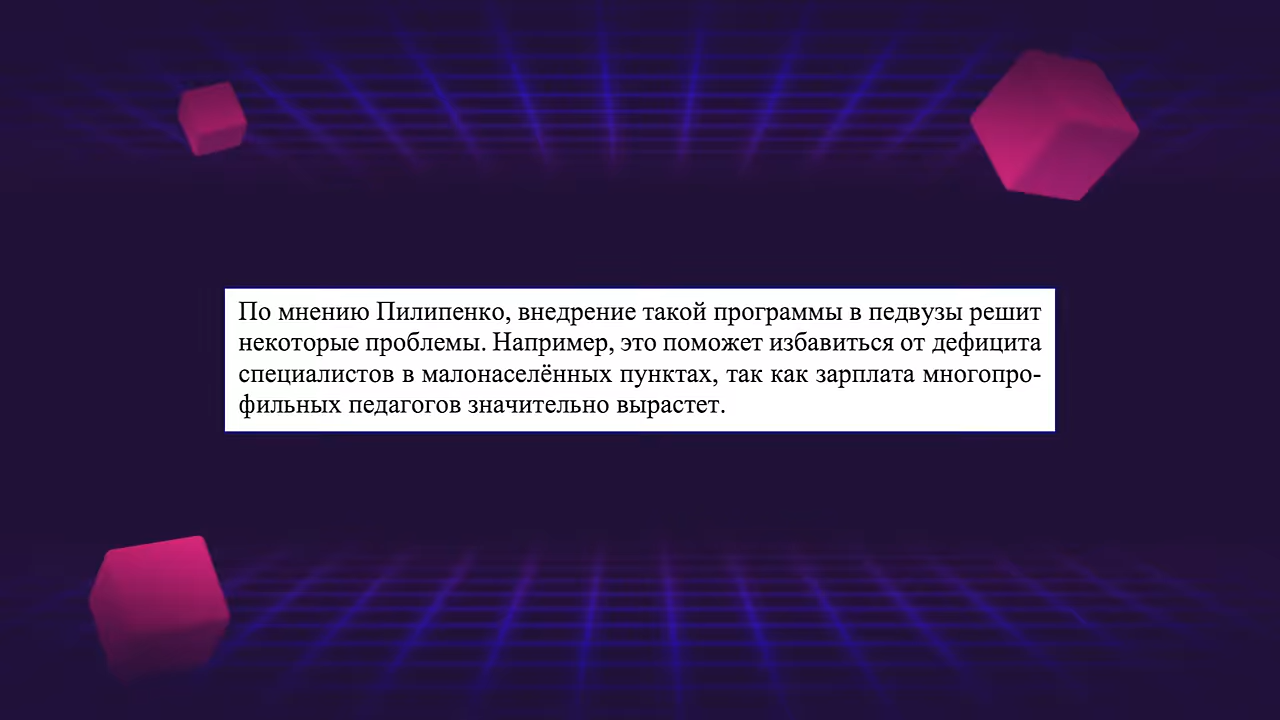 По мнению Пилипенко, внедрение такой программы в педвузы решит
некоторые проблемы. Например, это поможет избавиться от дефицита
специалистов в малонаселённых пунктах, так как зарплата многопро-
фильных педагогов значительно вырастет.